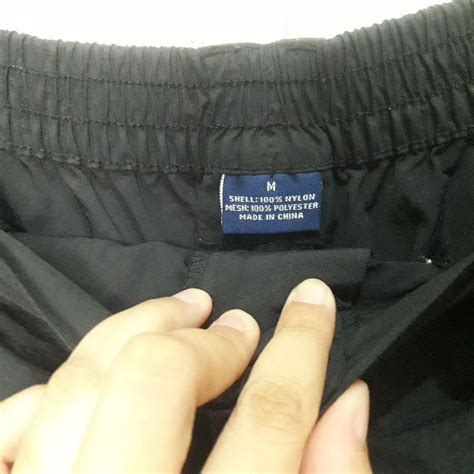 M
SHELL: 100% NYLON
MESH: 100% POLYESTER
MADE IN CHINA